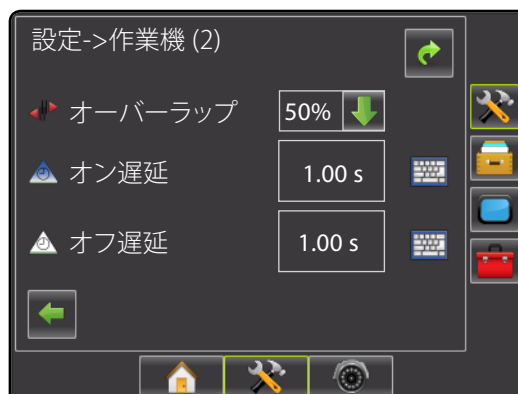 設定->作業機 (2)
オーバーラップ 50%
オン遅延 1.00 s
オフ遅延 1.00 s